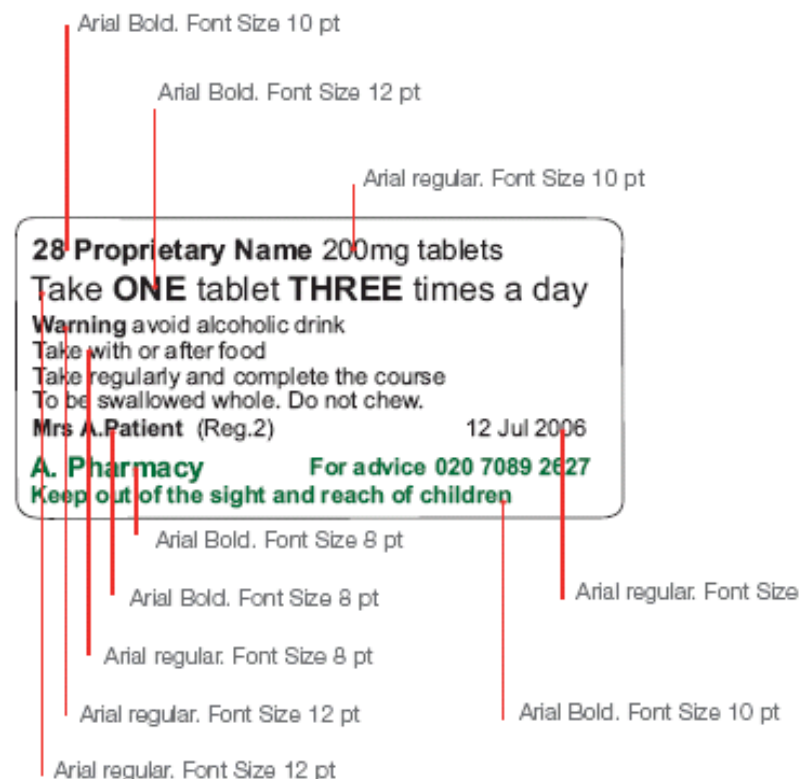 Arial Bold. Font Size 10 pt
Arial Bold. Font Size 12 pt
Arial regular. Font Size 10 pt
28 Proprietary Name 200mg tablets
Take ONE tablet THREE times a day
Warning avoid alcoholic drink
Take with or after food
Take regularly and complete the course
To be swallowed whole. Do not chew.
Mrs A.Patient (Reg.2) 12 Jul 2006
A. Pharmacy For advice 020 7089 2627
Keep out of the sight and reach of children
Arial Bold. Font Size 8 pt
Arial Bold. Font Size 8 pt
Arial regular. Font Size
Arial regular. Font Size 8 pt
Arial regular. Font Size 12 pt
Arial Bold. Font Size 10 pt
Arial regular. Font Size 12 pt